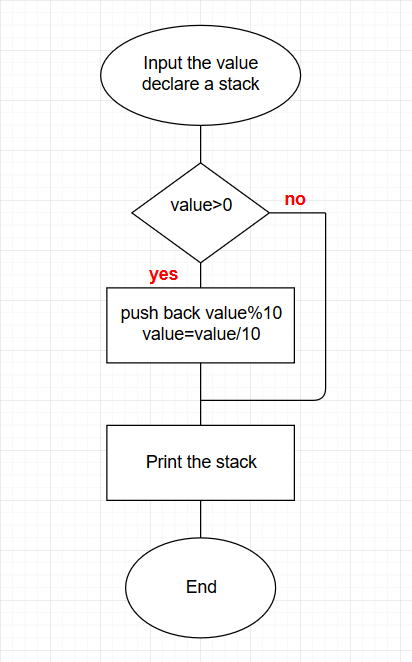 Input the value
declare a stack
value>0
no
yes
push back value%10
value=value/10
Print the stack
End